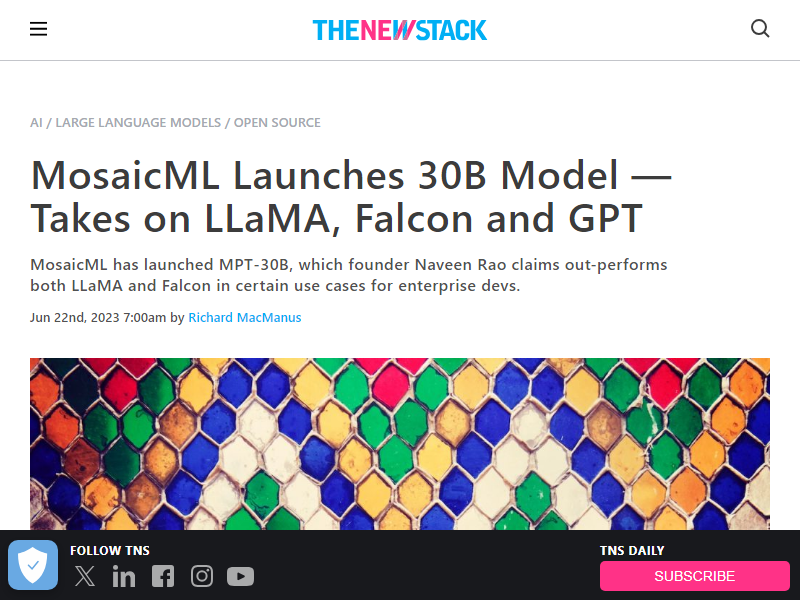 THENEWSTACK
AI / LARGE LANGUAGE MODELS / OPEN SOURCE
MosaicML Launches 30B Model —
Takes on LLaMA, Falcon and GPT
MosaicML has launched MPT-30B, which founder Naveen Rao claims out-performs
both LLaMA and Falcon in certain use cases for enterprise devs.
Jun 22nd, 2023 7:00am by Richard MacManus
FOLLOW TNS
TNS DAILY
SUBSCRIBE